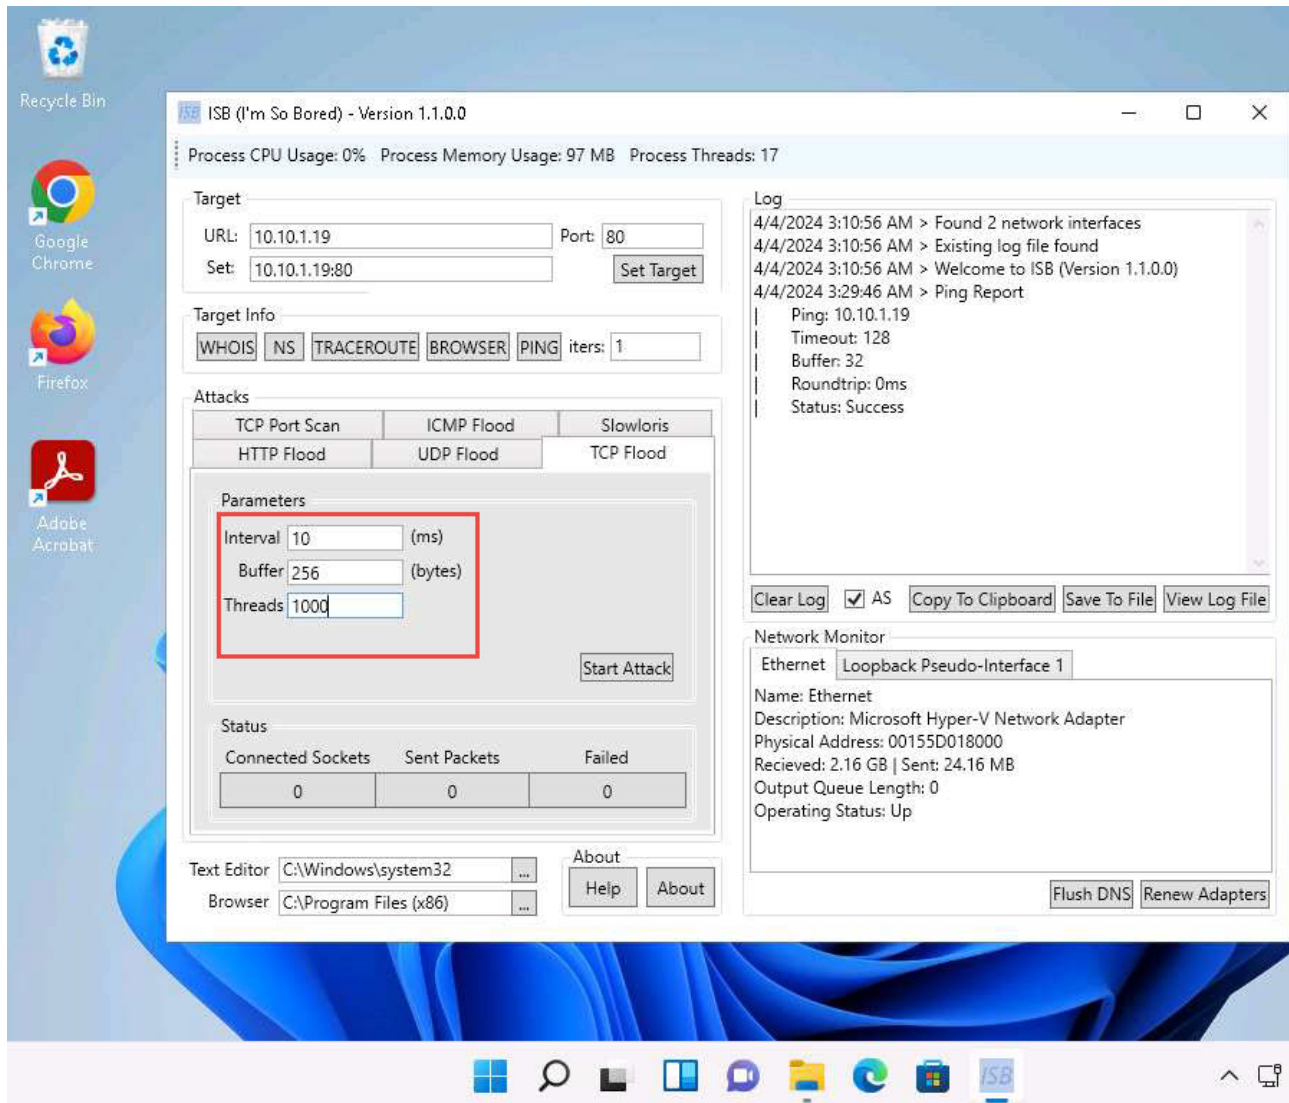 Recycle Bin
Google
Chrome
Firefox
Adobe
Acrobat
ISB ISB (I'm So Bored) - Version 1.1.0.0
Process CPU Usage: 0% Process Memory Usage: 97 MB Process Threads: 17
Target
URL: 10.10.1.19 Port: 80
Set: 10.10.1.19:80 Set Target
Target Info
WHOIS NS TRACEROUTE BROWSER PING iters: 1
Attacks
TCP Port Scan ICMP Flood Slowloris
HTTP Flood UDP Flood TCP Flood
Parameters
Interval 10 (ms)
Buffer 256 (bytes)
Threads 1000
Start Attack
Status
Connected Sockets Sent Packets Failed
0 0 0
Text Editor C:\Windows\system32 ...
Browser C:\Program Files (x86) ...
About
Help About
Log
4/4/2024 3:10:56 AM > Found 2 network interfaces
4/4/2024 3:10:56 AM > Existing log file found
4/4/2024 3:10:56 AM > Welcome to ISB (Version 1.1.0.0)
4/4/2024 3:29:46 AM > Ping Report
| Ping: 10.10.1.19
| Timeout: 128
| Buffer: 32
| Roundtrip: 0ms
| Status: Success
Clear Log AS Copy To Clipboard Save To File View Log File
Network Monitor
Ethernet Loopback Pseudo-Interface 1
Name: Ethernet
Description: Microsoft Hyper-V Network Adapter
Physical Address: 00155D018000
Recieved: 2.16 GB | Sent: 24.16 MB
Output Queue Length: 0
Operating Status: Up
Flush DNS Renew Adapters
ISB